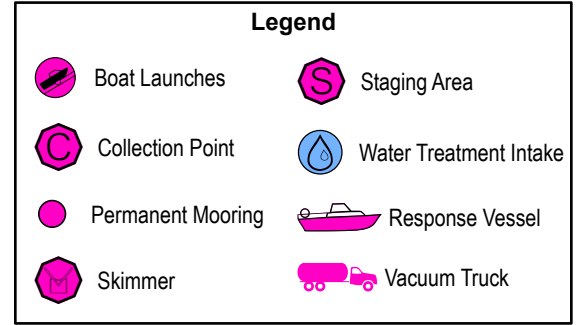 Legend
Boat Launches
S Staging Area
C Collection Point
Water Treatment Intake
Permanent Mooring
Response Vessel
Skimmer
Vacuum Truck